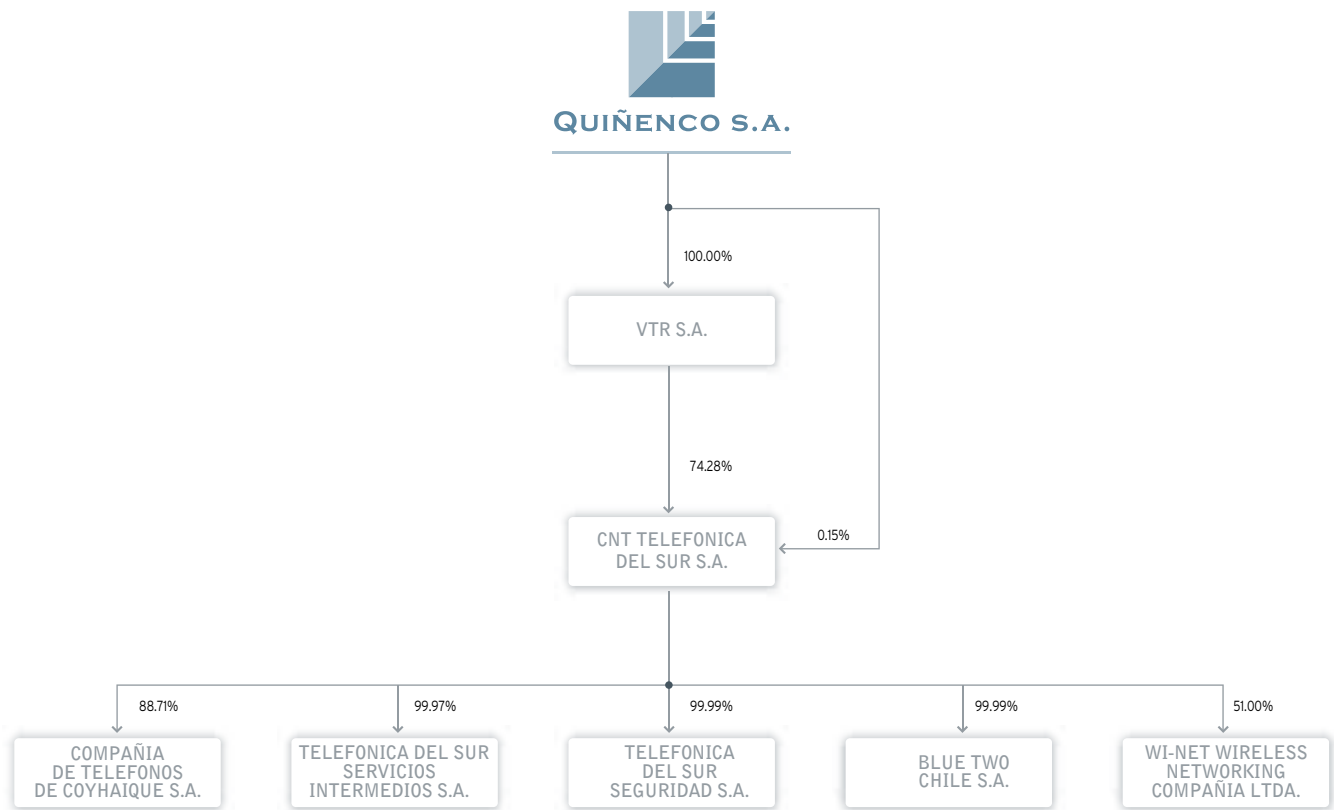 QUIÑENCO S.A.
100.00%
VTR S.A.
74.28%
CNT TELEFONICA
DEL SUR S.A.
0.15%
88.71%
99.97%
99.99%
99.99%
51.00%
COMPAÑIA
DE TELEFONOS
DE COYHAIQUE S.A.
TELEFONICA DEL SUR
SERVICIOS
INTERMEDIOS S.A.
TELEFONICA
DEL SUR
SEGURIDAD S.A.
BLUE TWO
CHILE S.A.
WI-NET WIRELESS
NETWORKING
COMPAÑIA LTDA.